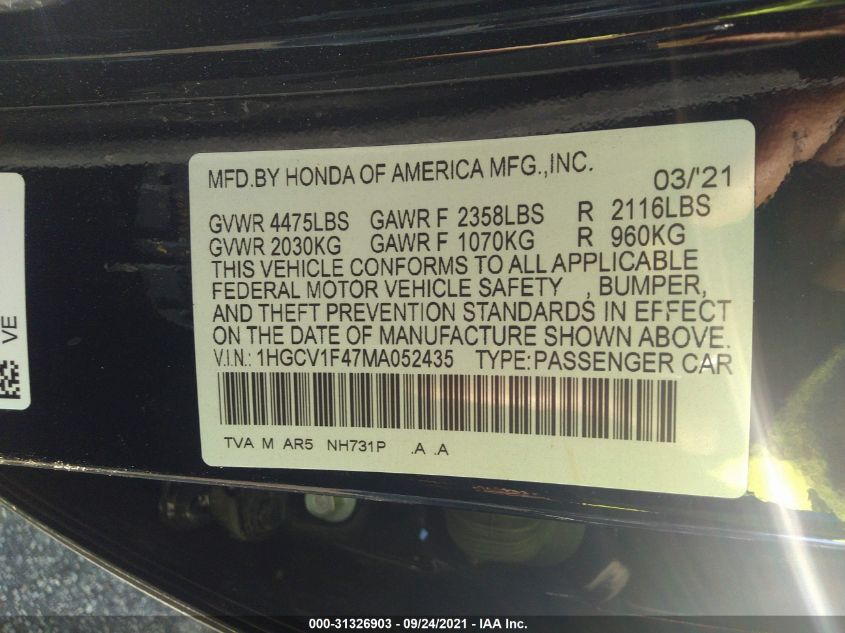 MFD.BY HONDA OF AMERICA MFG.,INC. 03/'21
GVWR 4475LBS GAWR F 2358LBS R 2116LBS
GVWR 2030KG GAWR F 1070KG R 960KG
THIS VEHICLE CONFORMS TO ALL APPLICABLE
FEDERAL MOTOR VEHICLE SAFETY , BUMPER,
AND THEFT PREVENTION STANDARDS IN EFFECT
ON THE DATE OF MANUFACTURE SHOWN ABOVE.
V.I.N.: 1HGCV1F47MA052435 TYPE:PASSENGER CAR
TVA M AR5 NH731P .A .A
VE
000-31326903 - 09/24/2021 - IAA Inc.